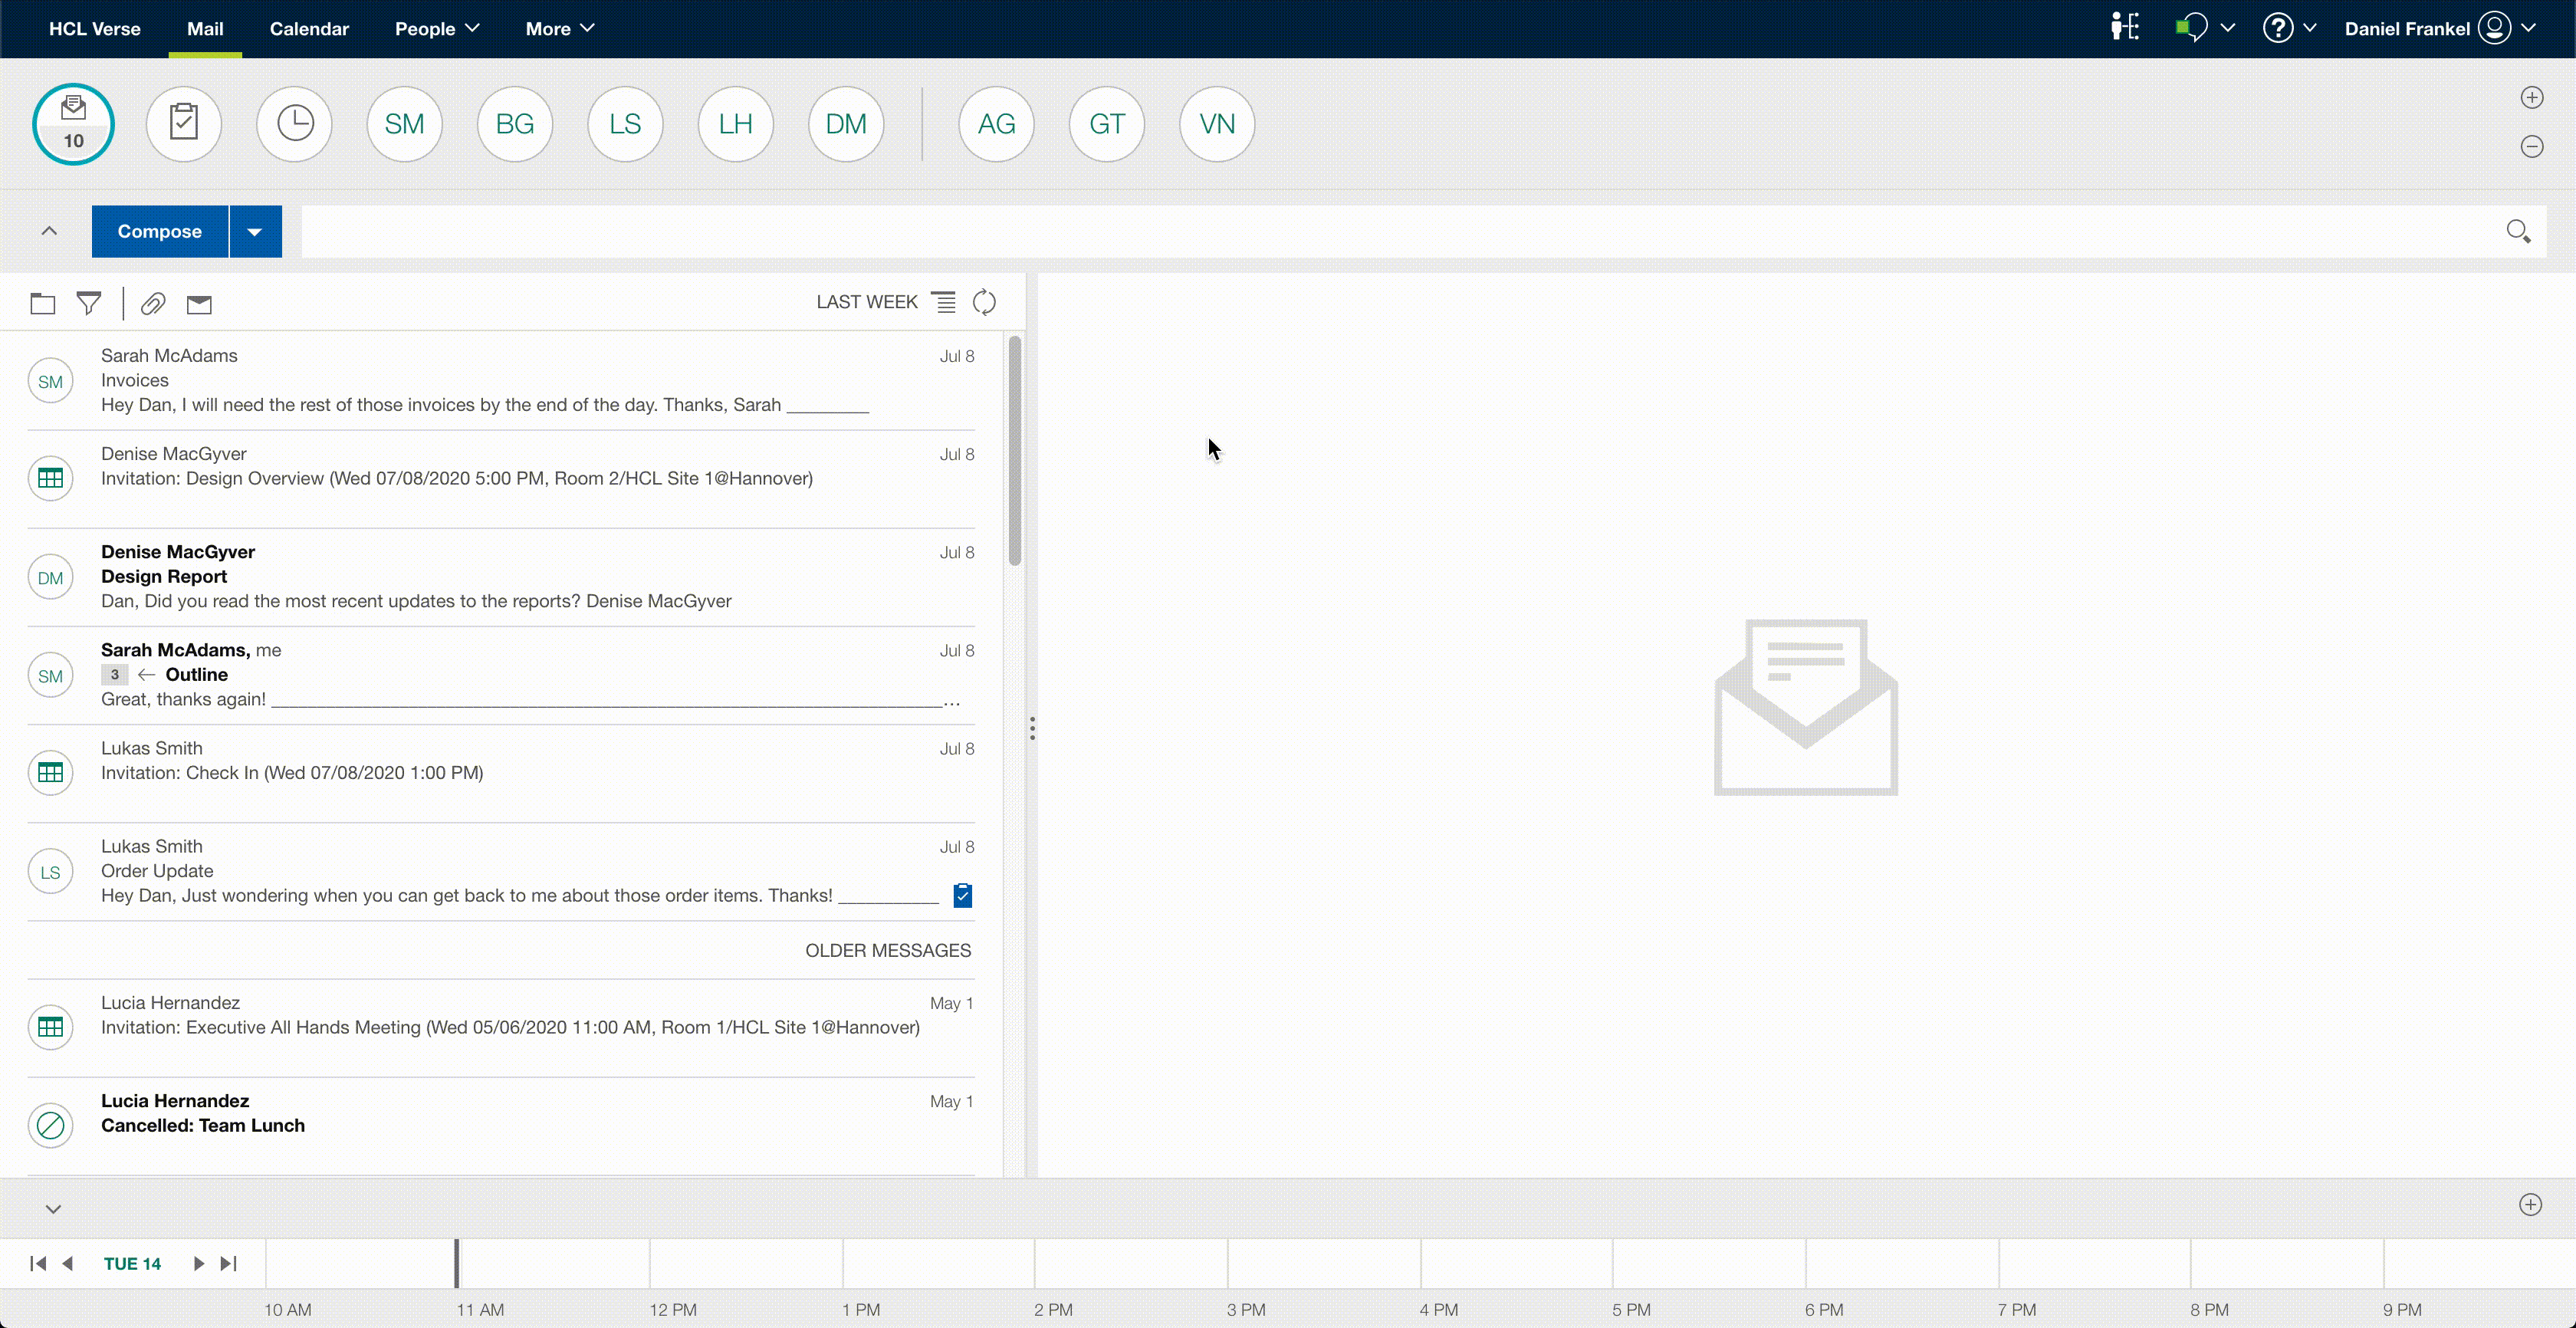 HCL Verse Mail Calendar People More Daniel Frankel
10 SM BG LS LH DM AG GT VN
Compose
LAST WEEK
Sarah McAdams Jul 8
SM Invoices
Hey Dan, I will need the rest of those invoices by the end of the day. Thanks, Sarah _________
Denise MacGyver Jul 8
Invitation: Design Overview (Wed 07/08/2020 5:00 PM, Room 2/HCL Site 1@Hannover)
Denise MacGyver Jul 8
DM Design Report
Dan, Did you read the most recent updates to the reports? Denise MacGyver
Sarah McAdams, me Jul 8
SM 3 ← Outline
Great, thanks again! ________________________________________________...
Lukas Smith Jul 8
Invitation: Check In (Wed 07/08/2020 1:00 PM)
Lukas Smith Jul 8
LS Order Update
Hey Dan, Just wondering when you can get back to me about those order items. Thanks! ___________
OLDER MESSAGES
Lucia Hernandez May 1
Invitation: Executive All Hands Meeting (Wed 05/06/2020 11:00 AM, Room 1/HCL Site 1@Hannover)
Lucia Hernandez May 1
Cancelled: Team Lunch
TUE 14
10 AM 11 AM 12 PM 1 PM 2 PM 3 PM 4 PM 5 PM 6 PM 7 PM 8 PM 9 PM